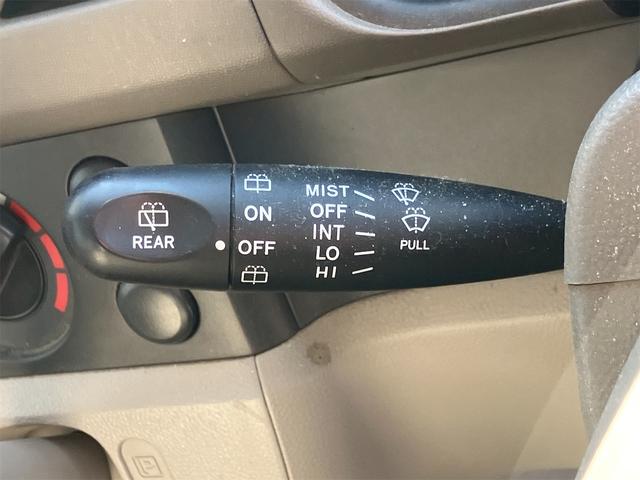 REAR
ON
OFF
MIST
OFF
INT
LO
HI
PULL
P